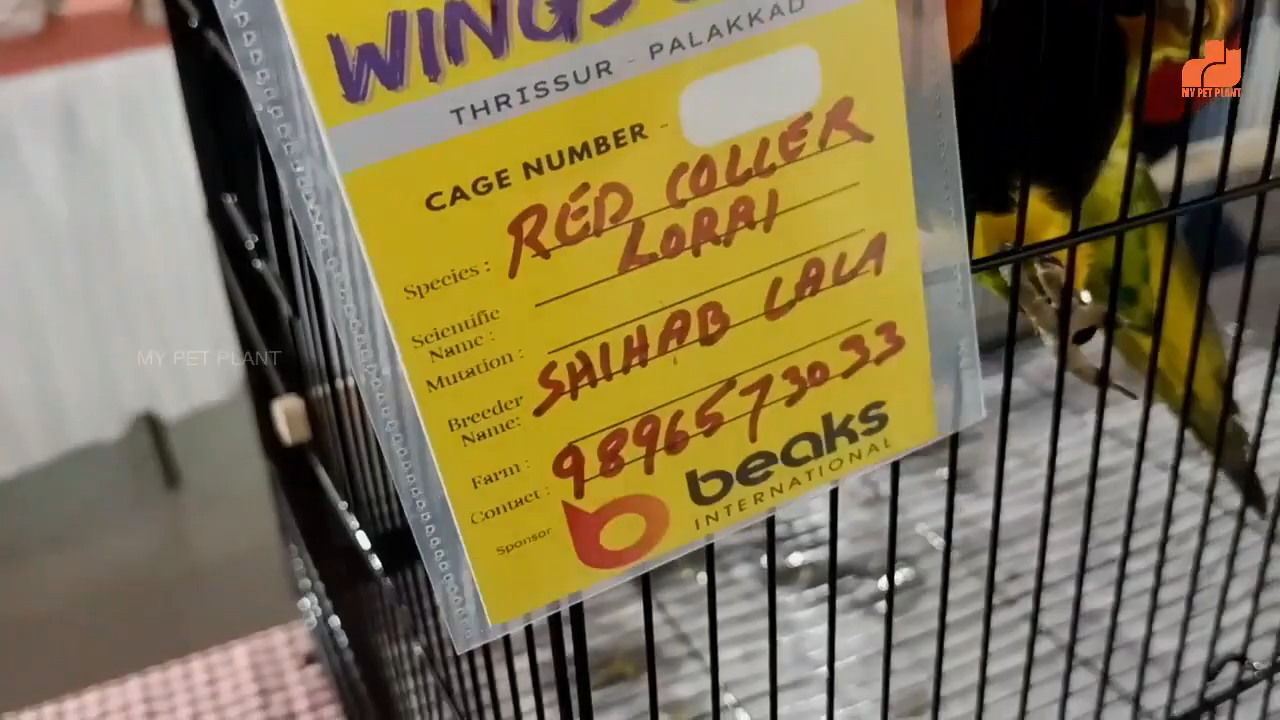 WINGS
THRISSUR - PALAKKAD
CAGE NUMBER -
Species : RED COLLER
LORAI
Scientific
Name :
Mutation :
Breeder
Name: SHIHAB LALA
Farm :
Contact : 9896573033
Sponsor
b beaks
INTERNATIONAL
MY PET PLANT
MY PET PLANT